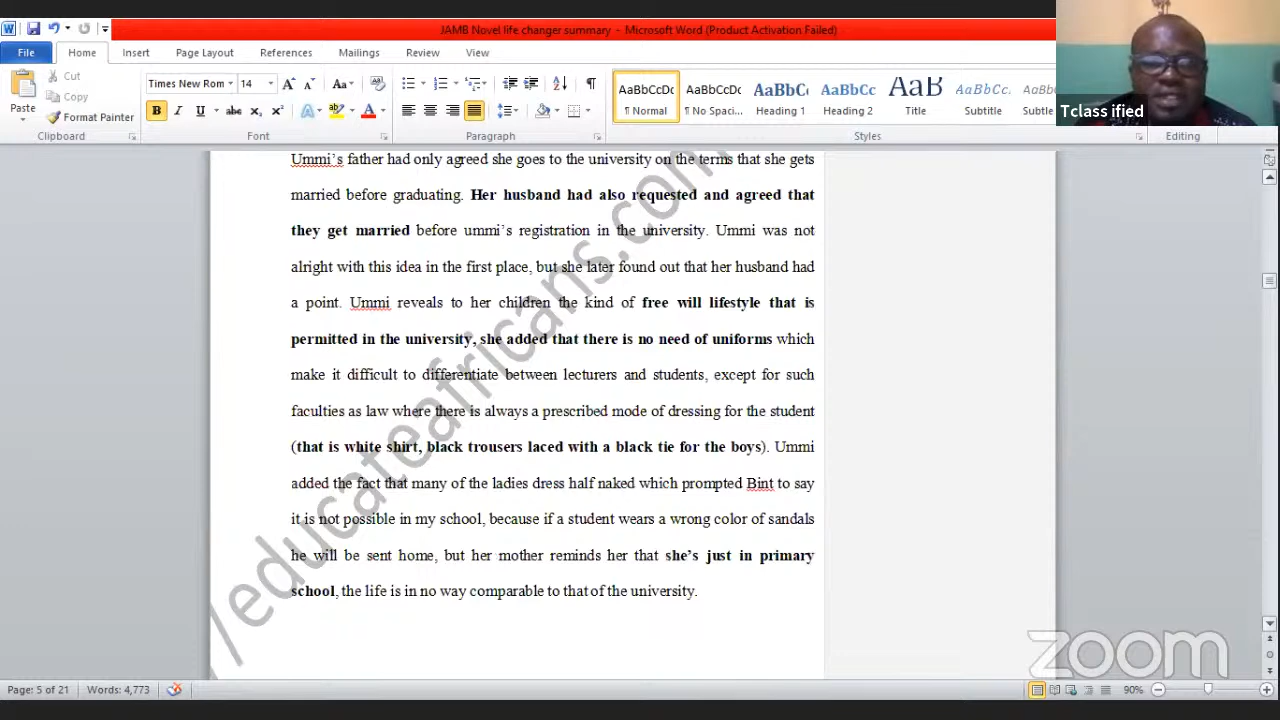 JAMB Novel life changer summary - Microsoft Word (Product Activation Failed)
File Home Insert Page Layout References Mailings Review View
Cut
Copy
Format Painter
Paste
Times New Rom 14
AaBbCcDc AaBbCcDc AaBbC AaBbCc AaB AaBbCc. AaBbC
¶ Normal ¶ No Spaci... Heading 1 Heading 2 Title Subtitle Subtle
Clipboard Font Paragraph Styles Editing
Tclass ified
Ummi's father had only agreed she goes to the university on the terms that she gets
married before graduating. Her husband had also requested and agreed that
they get married before ummi's registration in the university. Ummi was not
alright with this idea in the first place, but she later found out that her husband had
a point. Ummi reveals to her children the kind of free will lifestyle that is
permitted in the university, she added that there is no need of uniforms which
make it difficult to differentiate between lecturers and students, except for such
faculties as law where there is always a prescribed mode of dressing for the student
(that is white shirt, black trousers laced with a black tie for the boys). Ummi
added the fact that many of the ladies dress half naked which prompted Bint to say
it is not possible in my school, because if a student wears a wrong color of sandals
he will be sent home, but her mother reminds her that she's just in primary
school, the life is in no way comparable to that of the university.
/educateafricans.com
zoom
Page: 5 of 21 Words: 4,773 90%